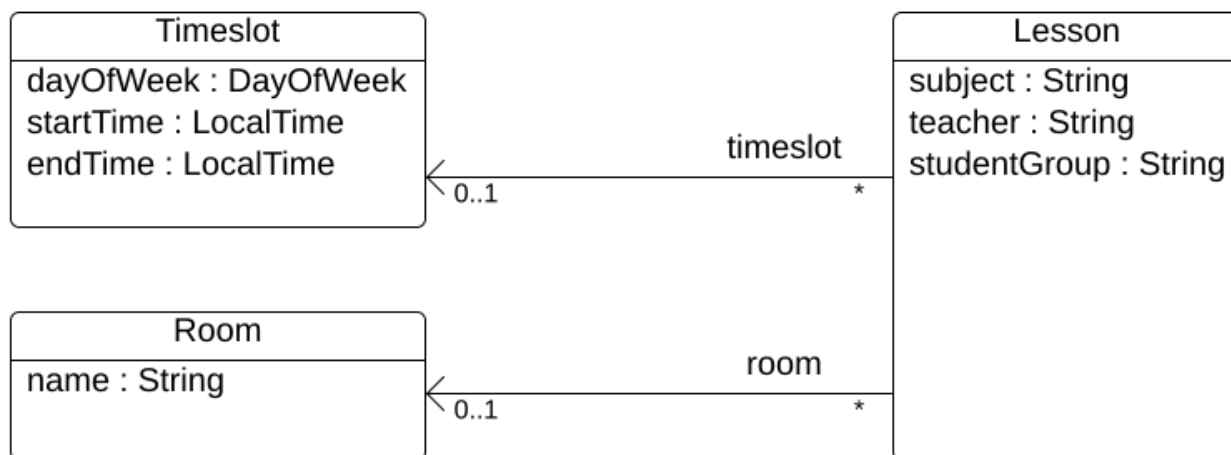 Timeslot
dayOfWeek : DayOfWeek
startTime : LocalTime
endTime : LocalTime
timeslot
0..1
*
Lesson
subject : String
teacher : String
studentGroup : String
Room
name : String
room
0..1
*